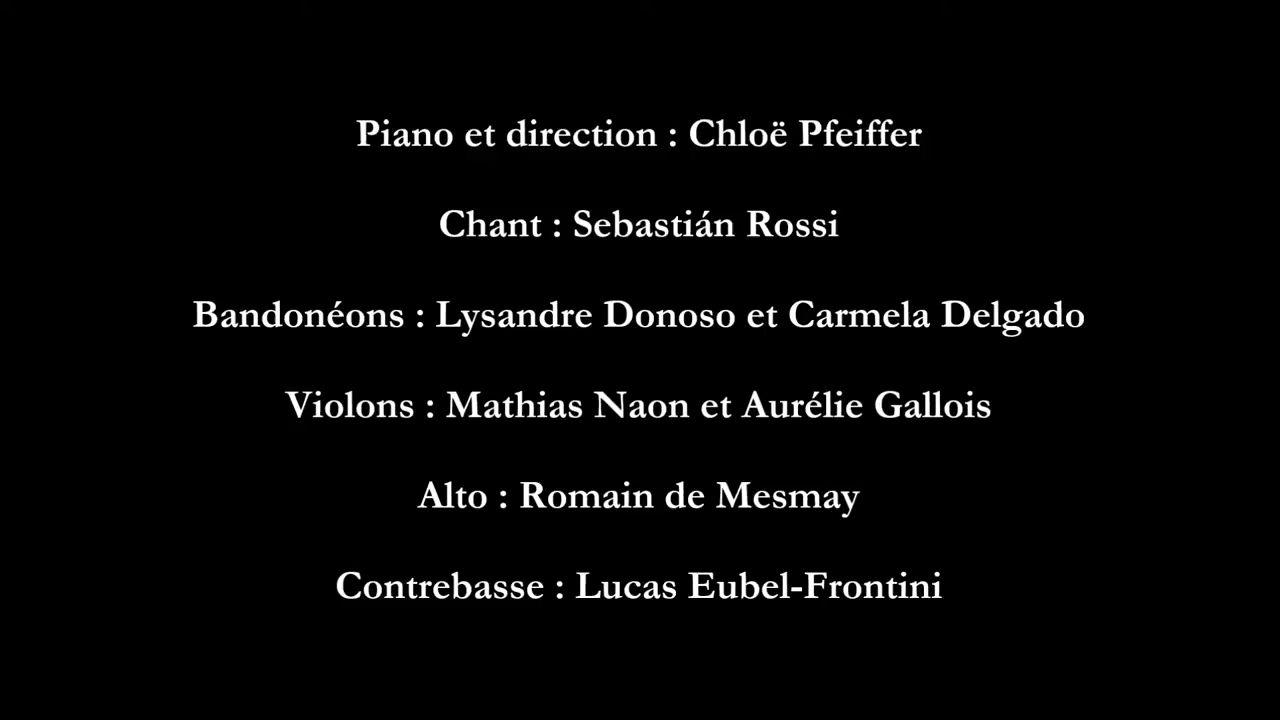 Piano et direction : Chloë Pfeiffer
Chant : Sebastián Rossi
Bandonéons : Lysandre Donoso et Carmela Delgado
Violons : Mathias Naon et Aurélie Gallois
Alto : Romain de Mesmay
Contrebasse : Lucas Eubel-Frontini